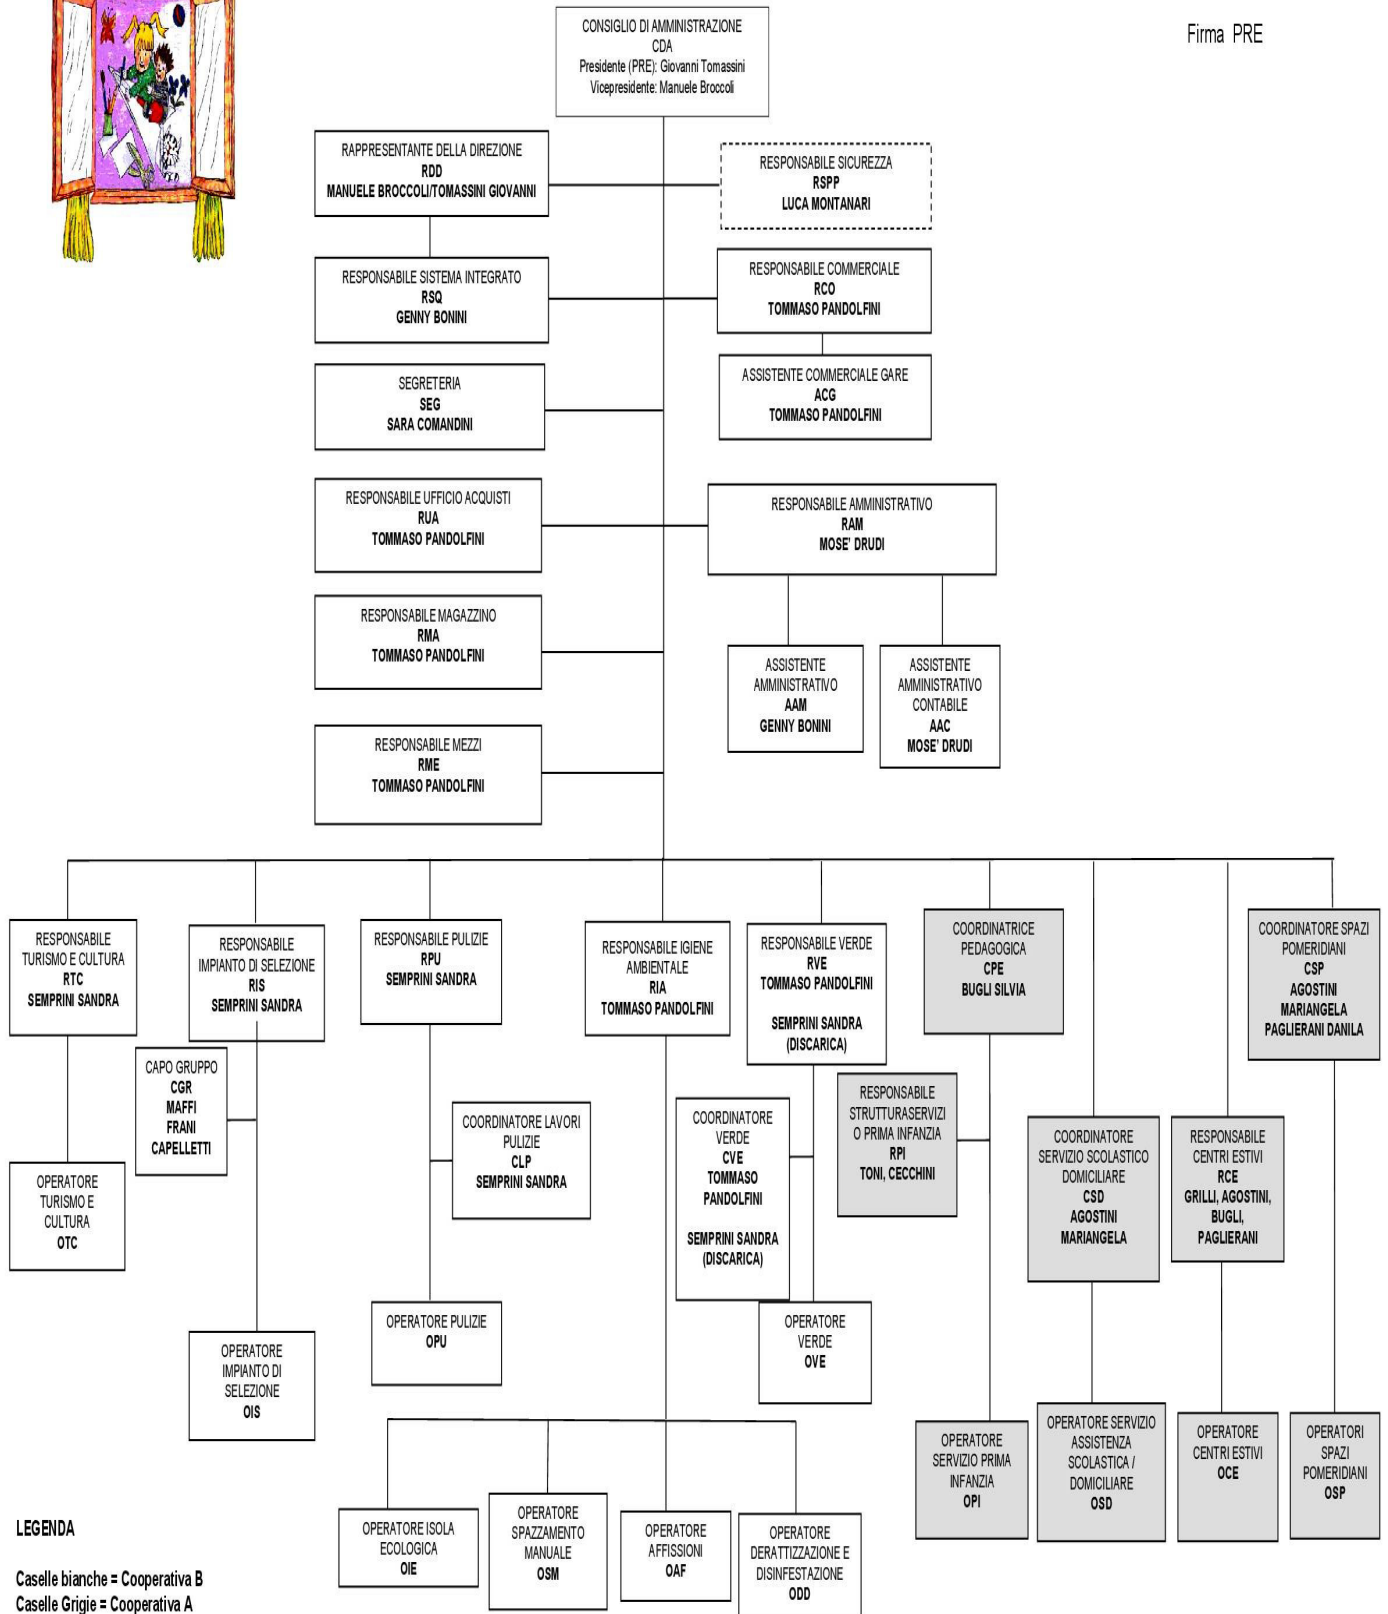 CONSIGLIO DI AMMINISTRAZIONE
CDA
Presidente (PRE): Giovanni Tomassini
Vicepresidente: Manuele Broccoli
Firma PRE
RAPPRESENTANTE DELLA DIREZIONE
RDD
MANUELE BROCCOLI/TOMASSINI GIOVANNI
RESPONSABILE SICUREZZA
RSPP
LUCA MONTANARI
RESPONSABILE SISTEMA INTEGRATO
RSQ
GENNY BONINI
RESPONSABILE COMMERCIALE
RCO
TOMMASO PANDOLFINI
SEGRETERIA
SEG
SARA COMANDINI
ASSISTENTE COMMERCIALE GARE
ACG
TOMMASO PANDOLFINI
RESPONSABILE UFFICIO ACQUISTI
RUA
TOMMASO PANDOLFINI
RESPONSABILE AMMINISTRATIVO
RAM
MOSE' DRUDI
RESPONSABILE MAGAZZINO
RMA
TOMMASO PANDOLFINI
ASSISTENTE
AMMINISTRATIVO
AAM
GENNY BONINI
ASSISTENTE
AMMINISTRATIVO
CONTABILE
AAC
MOSE' DRUDI
RESPONSABILE MEZZI
RME
TOMMASO PANDOLFINI
RESPONSABILE
TURISMO E CULTURA
RTC
SEMPRINI SANDRA
RESPONSABILE
IMPIANTO DI SELEZIONE
RIS
SEMPRINI SANDRA
RESPONSABILE PULIZIE
RPU
SEMPRINI SANDRA
RESPONSABILE IGIENE
AMBIENTALE
RIA
TOMMASO PANDOLFINI
RESPONSABILE VERDE
RVE
TOMMASO PANDOLFINI
SEMPRINI SANDRA
(DISCARICA)
COORDINATRICE
PEDAGOGICA
CPE
BUGLI SILVIA
COORDINATORE SPAZI
POMERIDIANI
CSP
AGOSTINI
MARIANGELA
PAGLIERANI DANILA
CAPO GRUPPO
CGR
MAFFI
FRANI
CAPELLETTI
COORDINATORE LAVORI
PULIZIE
CLP
SEMPRINI SANDRA
COORDINATORE
VERDE
CVE
TOMMASO
PANDOLFINI
SEMPRINI SANDRA
(DISCARICA)
RESPONSABILE
STRUTTURASERVIZI
O PRIMA INFANZIA
RPI
TONI, CECCHINI
COORDINATORE
SERVIZIO SCOLASTICO
DOMICILIARE
CSD
AGOSTINI
MARIANGELA
RESPONSABILE
CENTRI ESTIVI
RCE
GRILLI, AGOSTINI,
BUGLI,
PAGLIERANI
OPERATORE
TURISMO E
CULTURA
OTC
OPERATORE
IMPIANTO DI
SELEZIONE
OIS
OPERATORE PULIZIE
OPU
OPERATORE
VERDE
OVE
OPERATORE
SERVIZIO PRIMA
INFANZIA
OPI
OPERATORE SERVIZIO
ASSISTENZA
SCOLASTICA /
DOMICILIARE
OSD
OPERATORE
CENTRI ESTIVI
OCE
OPERATORI
SPAZI
POMERIDIANI
OSP
OPERATORE ISOLA
ECOLOGICA
OIE
OPERATORE
SPAZZAMENTO
MANUALE
OSM
OPERATORE
AFFISSIONI
OAF
OPERATORE
DERATTIZZAZIONE E
DISINFESTAZIONE
ODD
LEGENDA
Caselle bianche = Cooperativa B
Caselle Grigie = Cooperativa A